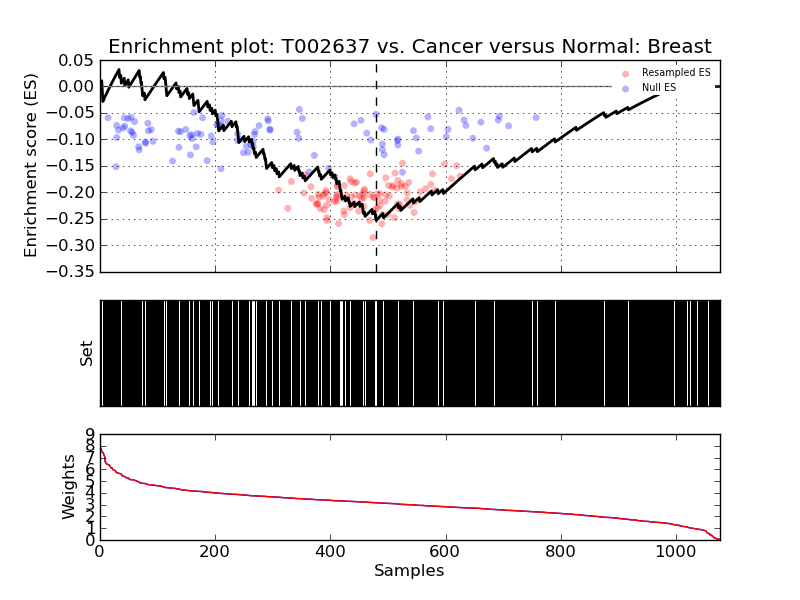 Enrichment plot: T002637 vs. Cancer versus Normal: Breast
Enrichment score (ES)
0.05
0.00
−0.05
−0.10
−0.15
−0.20
−0.25
−0.30
−0.35
Resampled ES
Null ES
Set
Weights
9
8
7
6
5
4
3
2
1
0
0 200 400 600 800 1000
Samples